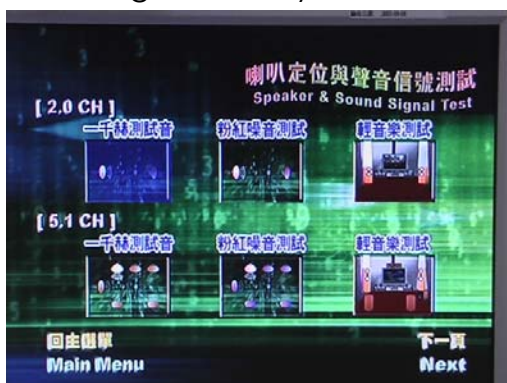 喇叭定位與聲音信號測試
Speaker & Sound Signal Test
[ 2.0 CH ]
一千赫測試音
粉紅噪音測試
輕音樂測試
[ 5.1 CH ]
一千赫測試音
粉紅噪音測試
輕音樂測試
回主選單
下一頁
Main Menu
Next